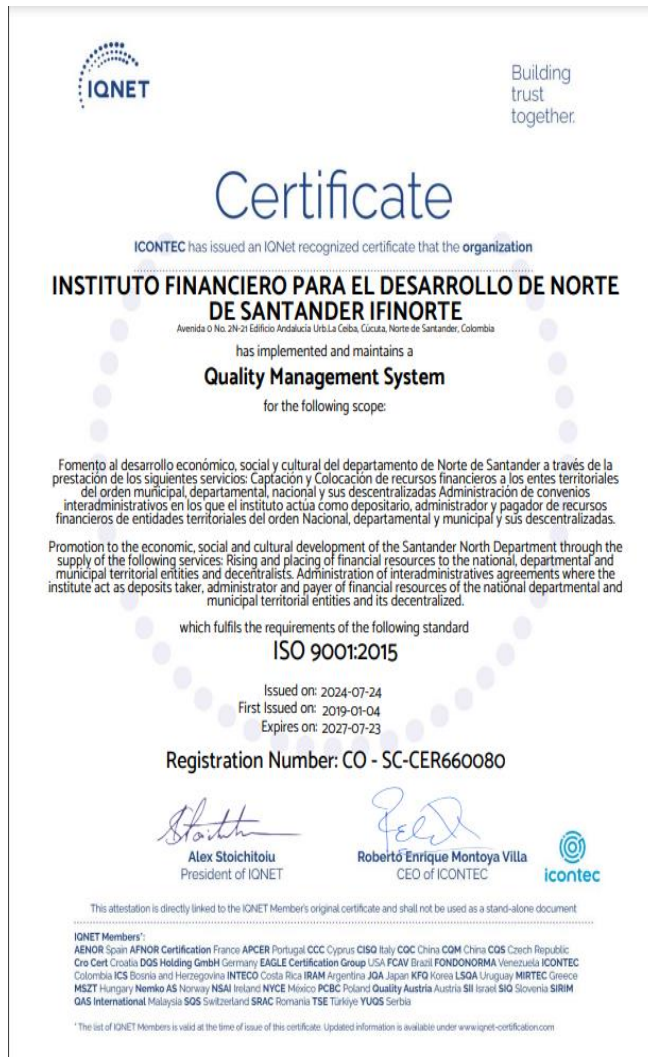 IQNET
Building
trust
together.
Certificate
ICONTEC has issued an IQNet recognized certificate that the organization
INSTITUTO FINANCIERO PARA EL DESARROLLO DE NORTE
DE SANTANDER IFINORTE
Avenida 0 No. 2N-21 Edificio Andalucia Urb.La Ceiba, Cúcuta, Norte de Santander, Colombia
has implemented and maintains a
Quality Management System
for the following scope:
Fomento al desarrollo económico, social y cultural del departamento de Norte de Santander a través de la
prestación de los siguientes servicios: Captación y Colocación de recursos financieros a los entes territoriales
del orden municipal, departamental, nacional y sus descentralizadas Administración de convenios
interadministrativos en los que el instituto actúa como depositario, administrador y pagador de recursos
financieros de entidades territoriales del orden Nacional, departamental y municipal y sus descentralizadas.
Promotion to the economic, social and cultural development of the Santander North Department through the
supply of the following services: Rising and placing of financial resources to the national, departmental and
municipal territorial entities and decentralists. Administration of interadministratives agreements where the
institute act as deposits taker, administrator and payer of financial resources of the national departmental and
municipal territorial entities and its decentralized.
which fulfils the requirements of the following standard
ISO 9001:2015
Issued on: 2024-07-24
First Issued on: 2019-01-04
Expires on: 2027-07-23
Registration Number: CO - SC-CER660080
Alex Stoichitoiu
President of IQNET
Roberto Enrique Montoya Villa
CEO of ICONTEC
icontec
This attestation is directly linked to the IQNET Member's original certificate and shall not be used as a stand-alone document
IQNET Members*:
AENOR Spain AFNOR Certification France APCER Portugal CCC Cyprus CISQ Italy CQC China CQM China CQS Czech Republic
Cro Cert Croatia DQS Holding GmbH Germany EAGLE Certification Group USA FCAV Brazil FONDONORMA Venezuela ICONTEC
Colombia ICS Bosnia and Herzegovina INTECO Costa Rica IRAM Argentina JQA Japan KFQ Korea LSQA Uruguay MIRTEC Greece
MSZT Hungary Nemko AS Norway NSAI Ireland NYCE México PCBC Poland Quality Austria Austria SII Israel SIQ Slovenia SIRIM
QAS International Malaysia SQS Switzerland SRAC Romania TSE Türkiye YUQS Serbia
* The list of IQNET Members is valid at the time of issue of this certificate. Updated information is available under www.iqnet-certification.com